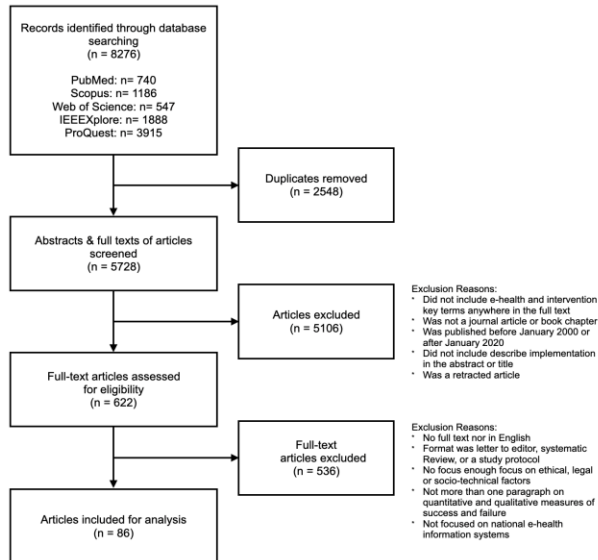 Records identified through database
searching
(n = 8276)
PubMed: n= 740
Scopus: n= 1186
Web of Science: n= 547
IEEEXplore: n= 1888
ProQuest: n= 3915
Duplicates removed
(n = 2548)
Abstracts & full texts of articles
screened
(n = 5728)
Articles excluded
(n = 5106)
Exclusion Reasons:
• Did not include e-health and intervention
key terms anywhere in the full text
• Was not a journal article or book chapter
• Was published before January 2000 or
after January 2020
• Did not include describe implementation
in the abstract or title
• Was a retracted article
Full-text articles assessed
for eligibility
(n = 622)
Full-text
articles excluded
(n = 536)
Exclusion Reasons:
• No full text nor in English
• Format was letter to editor, systematic
Review, or a study protocol
• No focus enough focus on ethical, legal
or socio-technical factors
• Not more than one paragraph on
quantitative and qualitative measures of
success and failure
• Not focused on national e-health
information systems
Articles included for analysis
(n = 86)